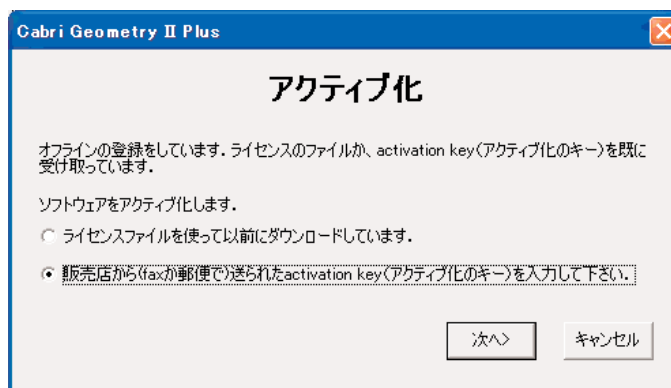 Cabri Geometry II Plus
アクティブ化
オフラインの登録をしています．ライセンスのファイルか、activation key(アクティブ化のキー)を既に
受け取っています．
ソフトウェアをアクティブ化します．
ライセンスファイルを使って以前にダウンロードしています．
販売店から(faxか郵便で)送られたactivation key(アクティブ化のキー)を入力して下さい．
次へ>
キャンセル